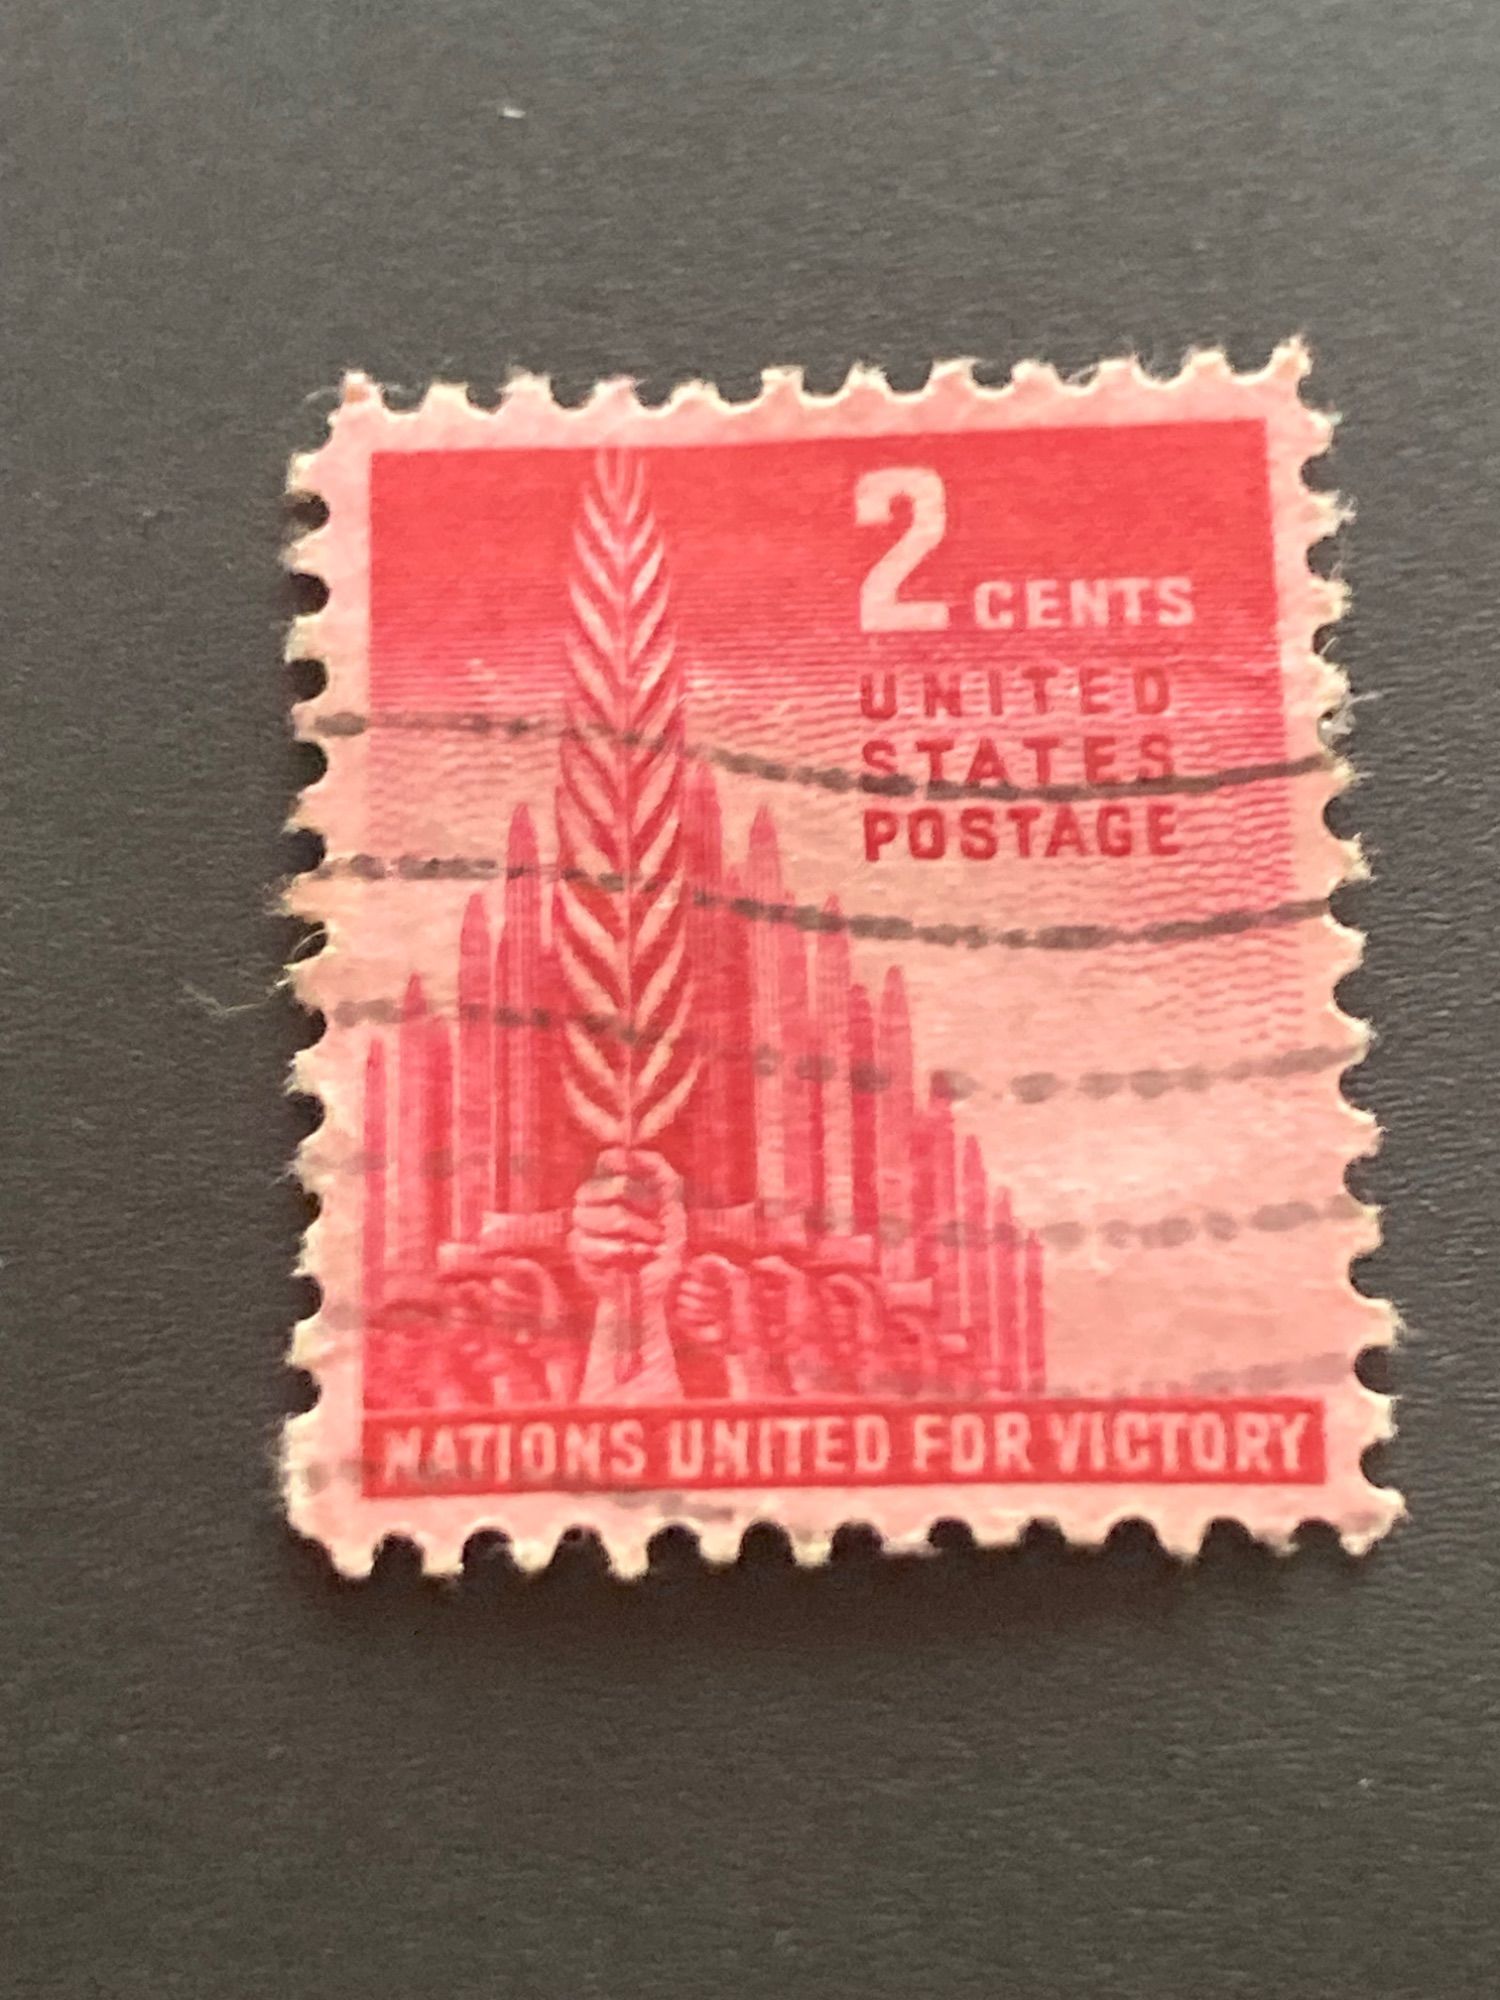 2 CENTS
UNITED
STATES
POSTAGE
NATIONS UNITED FOR VICTORY